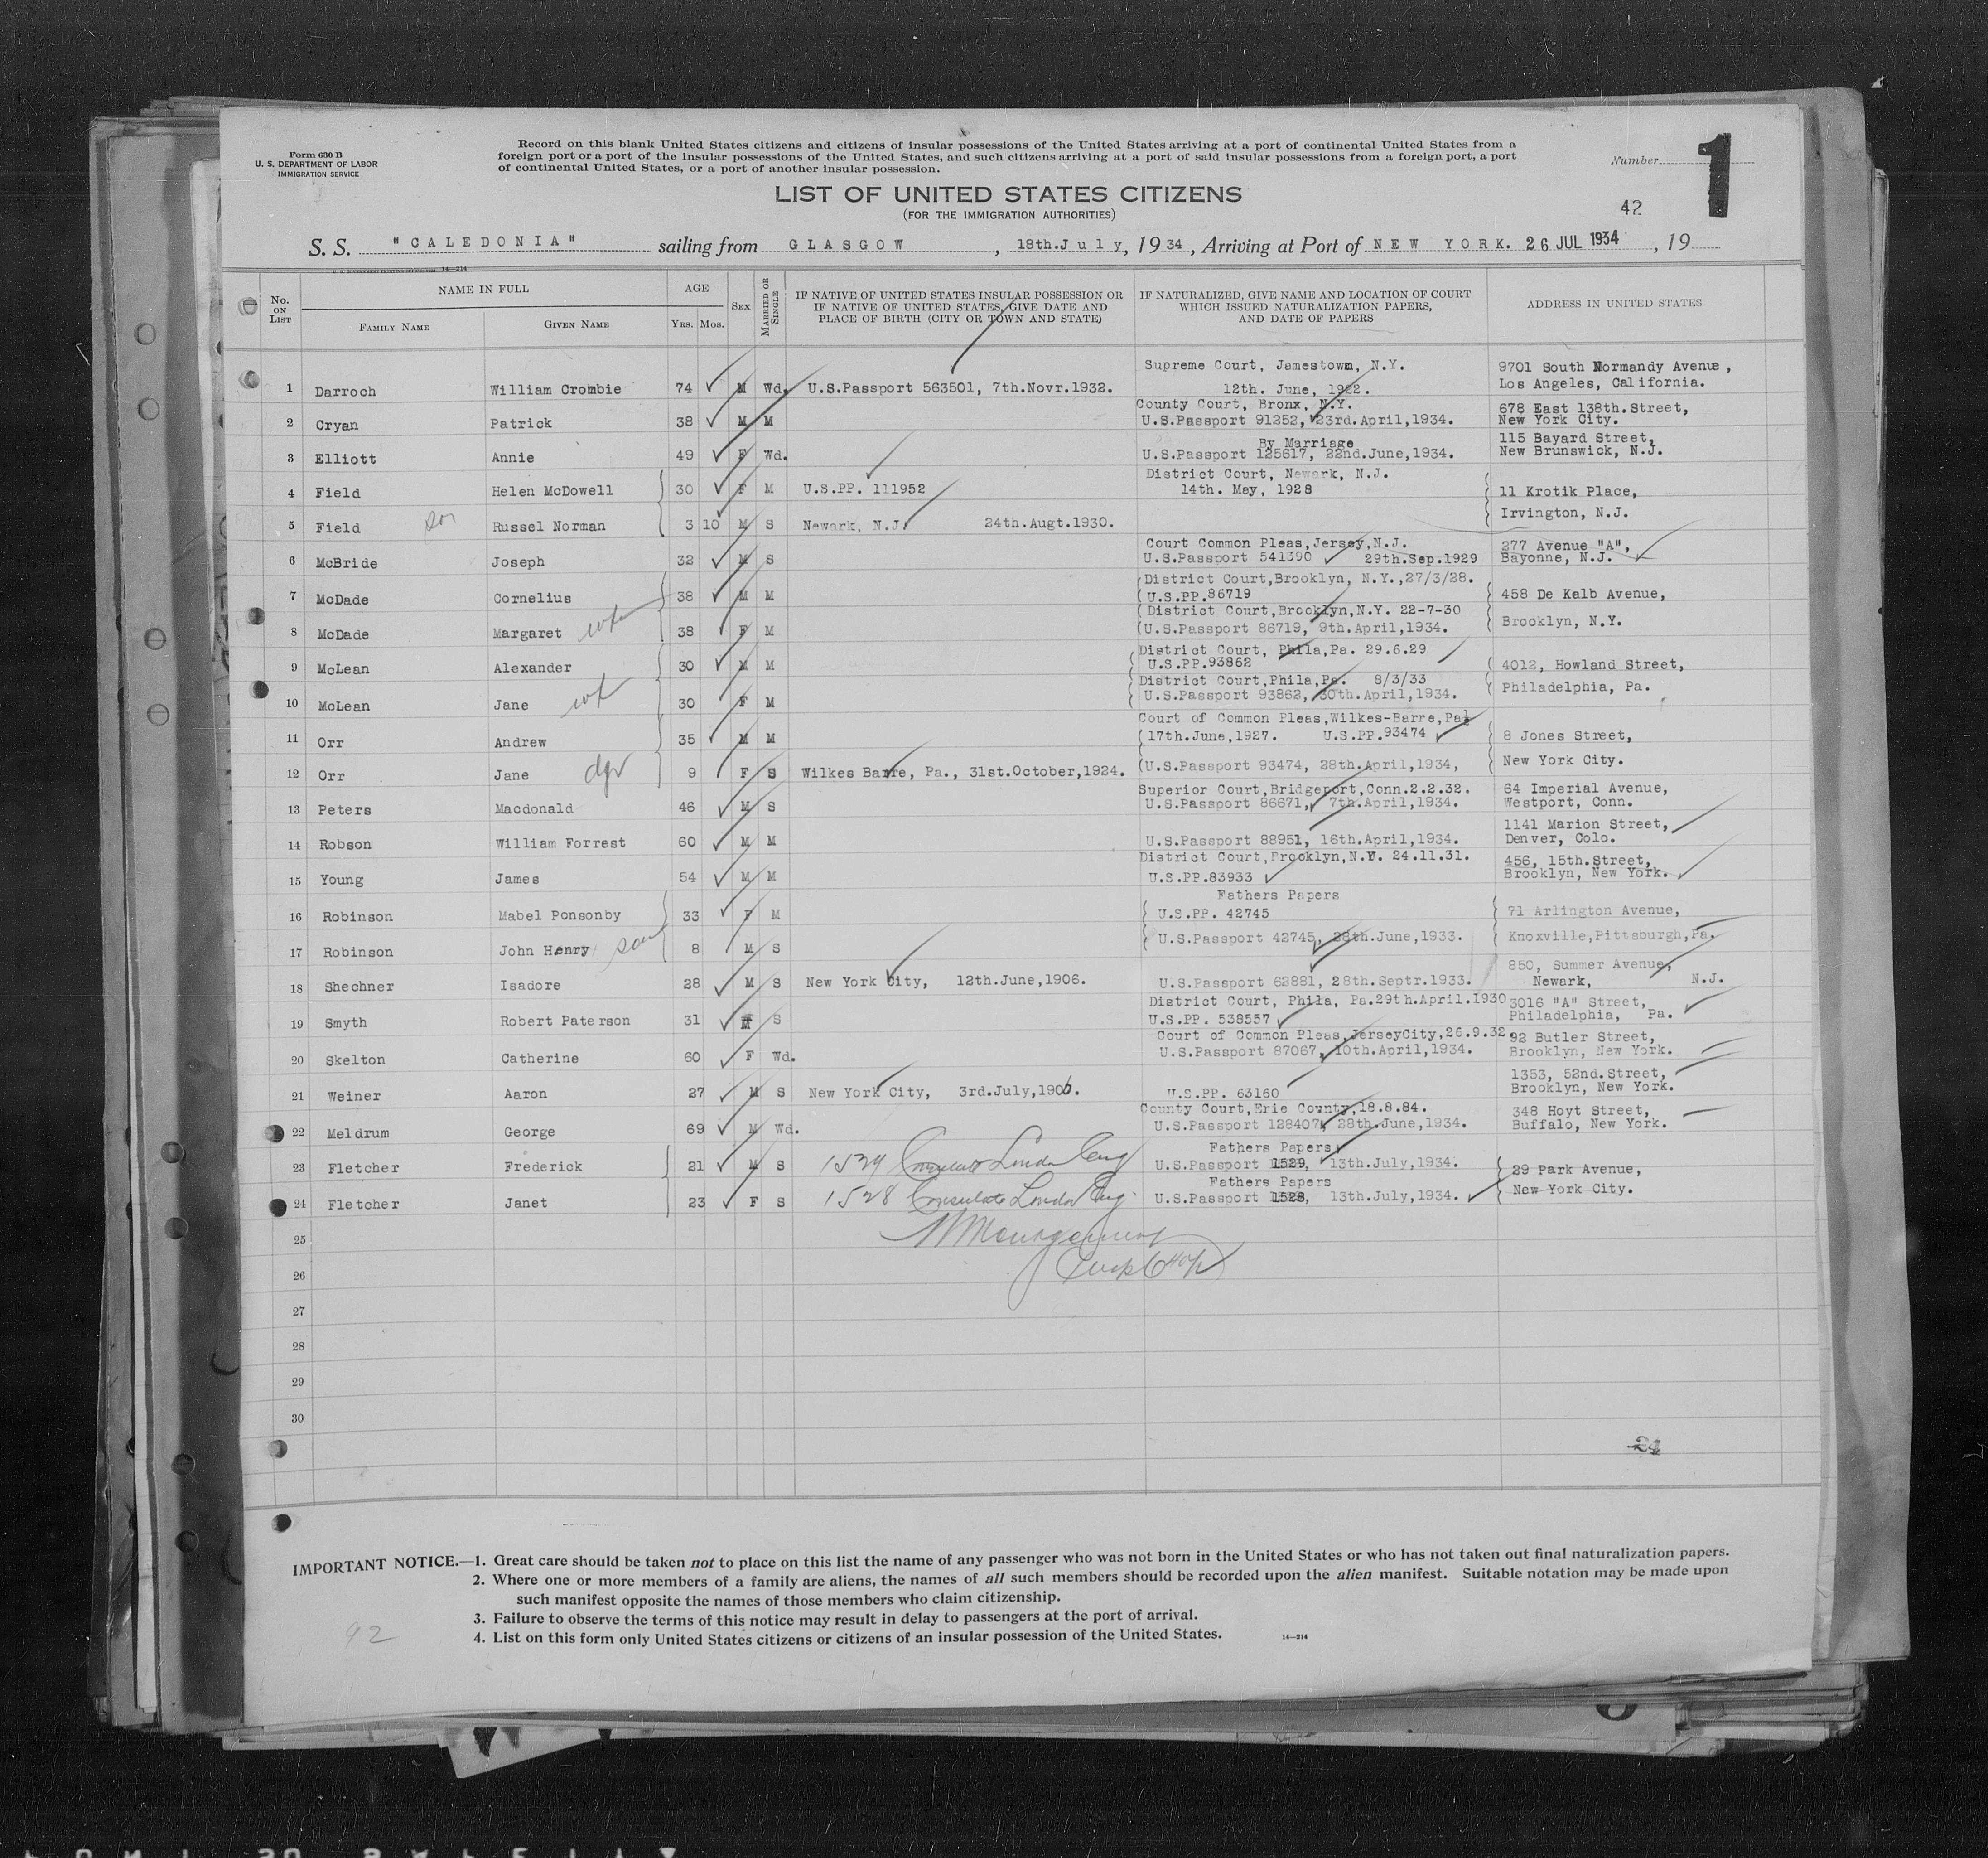 Form 630 B
U. S. DEPARTMENT OF LABOR
IMMIGRATION SERVICE
Record on this blank United States citizens and citizens of insular possessions of the United States arriving at a port of continental United States from a
foreign port or a port of the insular possessions of the United States, and such citizens arriving at a port of said insular possessions from a foreign port, a port
of continental United States, or a port of another insular possession.
Number 1
LIST OF UNITED STATES CITIZENS
(FOR THE IMMIGRATION AUTHORITIES)
42
S. S. "CALEDONIA" sailing from GLASGOW, 18th.July, 1934, Arriving at Port of NEW YORK. 26 JUL 1934, 19
U. S. GOVERNMENT PRINTING OFFICE 14—214
No. ON LIST
NAME IN FULL
FAMILY NAME
GIVEN NAME
AGE
YRS. MOS.
SEX
MARRIED OR SINGLE
IF NATIVE OF UNITED STATES INSULAR POSSESSION OR
IF NATIVE OF UNITED STATES, GIVE DATE AND
PLACE OF BIRTH (CITY OR TOWN AND STATE)
IF NATURALIZED, GIVE NAME AND LOCATION OF COURT
WHICH ISSUED NATURALIZATION PAPERS,
AND DATE OF PAPERS
ADDRESS IN UNITED STATES
Supreme Court, Jamestown, N.Y. 9701 South Normandy Avenue,
1 Darroch William Crombie 74 M Wd. U.S.Passport 563501, 7th.Novr.1932. 12th. June, 1922. Los Angeles, California.
County Court, Bronx, N.Y. 678 East 138th.Street,
2 Cryan Patrick 38 M M U.S.Passport 91252, 23rd.April,1934. New York City.
By Marriage 115 Bayard Street,
3 Elliott Annie 49 F Wd. U.S.Passport 125617, 22nd.June,1934. New Brunswick, N.J.
District Court, Newark, N.J.
4 Field Helen McDowell 30 F M U.S.PP. 111952 14th. May, 1928 11 Krotik Place,
5 Field son Russel Norman 3 10 M S Newark, N.J. 24th.Augt.1930. Irvington, N.J.
Court Common Pleas,Jersey,N.J. 277 Avenue "A",
6 McBride Joseph 32 M S U.S.Passport 541390 29th.Sep.1929 Bayonne, N.J.
District Court,Brooklyn, N.Y.,27/3/28.
7 McDade Cornelius 38 M M U.S.PP.86719 458 De Kalb Avenue,
District Court,Brooklyn,N.Y. 22-7-30
8 McDade Margaret wife 38 F M U.S.Passport 86719, 9th.April,1934. Brooklyn, N.Y.
District Court, Phila,Pa. 29.6.29
9 McLean Alexander 30 M M U.S.PP.93862 4012, Howland Street,
District Court,Phila,Pa. 8/3/33
10 McLean Jane wf 30 F M U.S.Passport 93862, 30th.April,1934. Philadelphia, Pa.
Court of Common Pleas,Wilkes-Barre,Pa
11 Orr Andrew 35 M M 17th.June,1927. U.S.PP.93474 8 Jones Street,
12 Orr Jane dgr 9 F S Wilkes Barre, Pa., 31st.October,1924. U.S.Passport 93474, 28th.April,1934, New York City.
Superior Court,Bridgeport,Conn.2.2.32. 64 Imperial Avenue,
13 Peters Macdonald 46 M S U.S.Passport 86671, 7th.April,1934. Westport, Conn.
1141 Marion Street,
14 Robson William Forrest 60 M M U.S.Passport 88951, 16th.April,1934. Denver, Colo.
District Court,Brooklyn,N.Y. 24.11.31. 456, 15th.Street,
15 Young James 54 M M U.S.PP.83933 Brooklyn, New York.
Fathers Papers
16 Robinson Mabel Ponsonby 33 F M U.S.PP. 42745 71 Arlington Avenue,
17 Robinson John Henry son 8 M S U.S.Passport 42745, 28th.June,1933. Knoxville,Pittsburgh,Pa.
850, Summer Avenue,
18 Shechner Isadore 28 M S New York City, 12th.June,1906. U.S.Passport 62881, 28th.Septr.1933. Newark, N.J.
District Court, Phila, Pa.29th.April.1930 3016 "A" Street,
19 Smyth Robert Paterson 31 M S U.S.PP. 538557 Philadelphia, Pa.
Court of Common Pleas,JerseyCity,26.9.32. 92 Butler Street,
20 Skelton Catherine 60 F Wd. U.S.Passport 87067, 10th.April,1934. Brooklyn, New York.
1353, 52nd.Street,
21 Weiner Aaron 27 M S New York City, 3rd.July,1906. U.S.PP. 63160 Brooklyn, New York.
County Court,Erie County,18.8.84. 348 Hoyt Street,
22 Meldrum George 69 M Wd. U.S.Passport 128407, 28th.June,1934. Buffalo, New York.
Fathers Papers
23 Fletcher Frederick 21 M S 1529 Consulate London Eng U.S.Passport 1529, 13th.July,1934. 29 Park Avenue,
Fathers Papers
24 Fletcher Janet 23 F S 1528 Consulate London Eng. U.S.Passport 1528, 13th.July,1934. New York City.
25
26
27
28
29
30
24
IMPORTANT NOTICE.—1. Great care should be taken not to place on this list the name of any passenger who was not born in the United States or who has not taken out final naturalization papers.
2. Where one or more members of a family are aliens, the names of all such members should be recorded upon the alien manifest. Suitable notation may be made upon
such manifest opposite the names of those members who claim citizenship.
3. Failure to observe the terms of this notice may result in delay to passengers at the port of arrival.
4. List on this form only United States citizens or citizens of an insular possession of the United States. 14—214
92